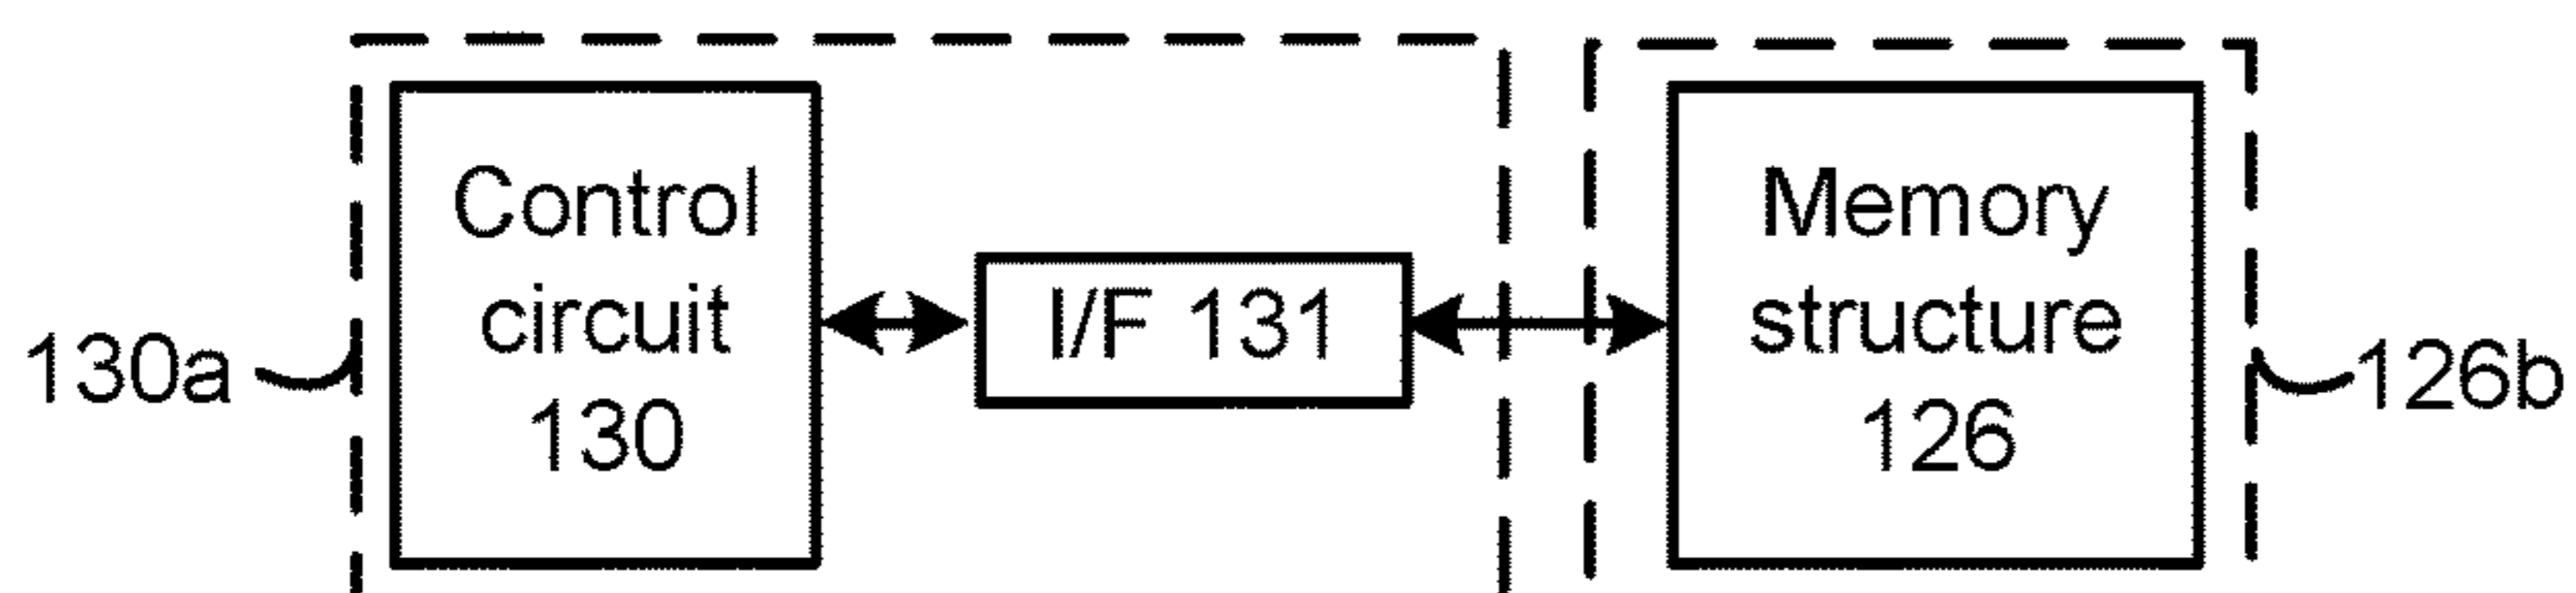 Control
circuit
130
I/F 131
Memory
structure
126
130a
126b